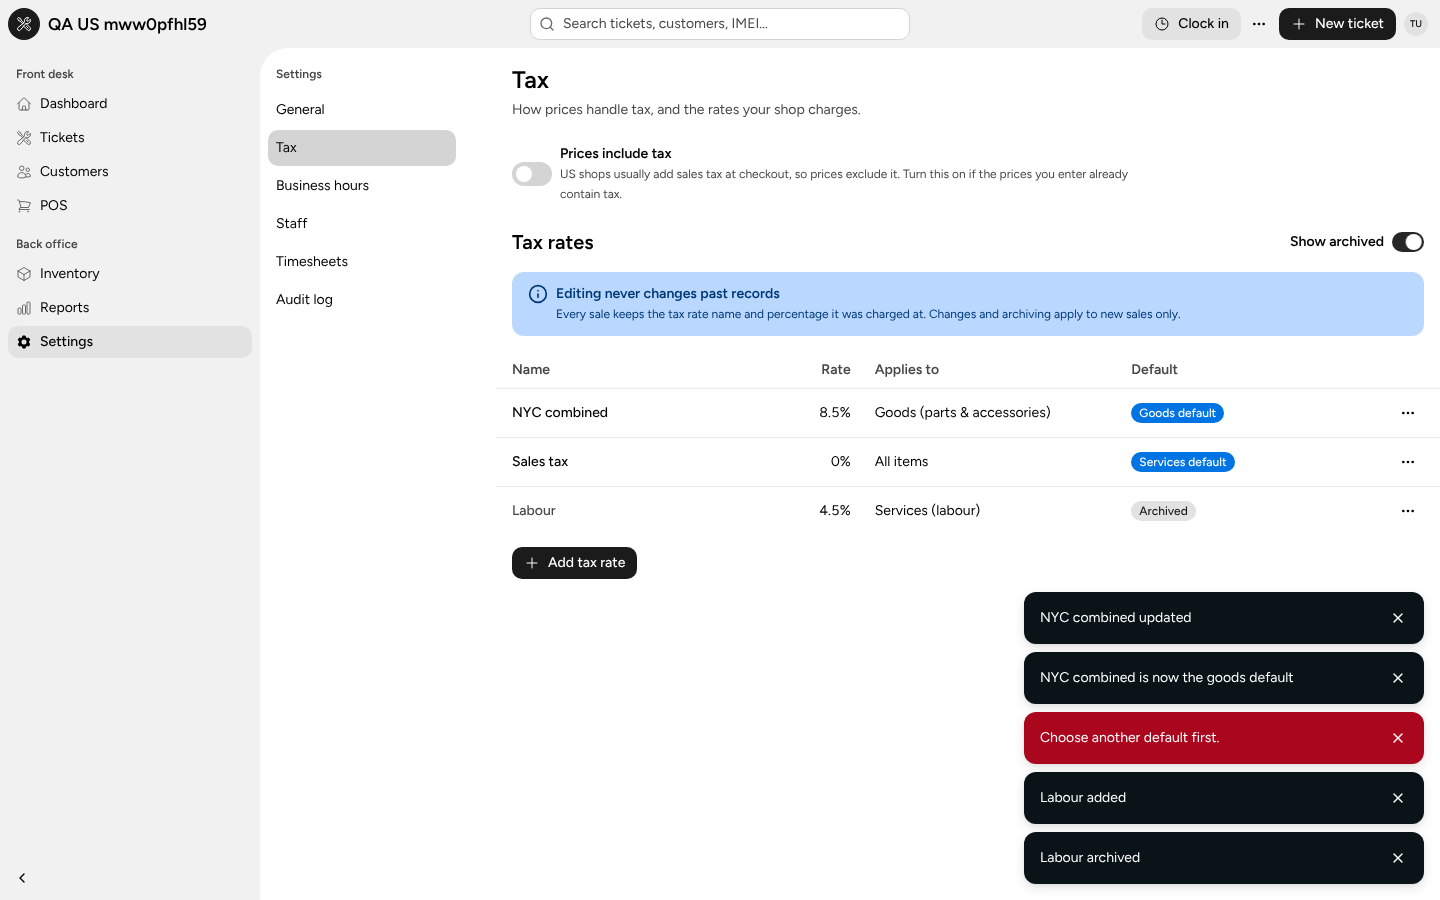 QA US mww0pfhl59
Search tickets, customers, IMEI...
Clock in
New ticket
TU
Front desk
Dashboard
Tickets
Customers
POS
Back office
Inventory
Reports
Settings
Settings
General
Tax
Business hours
Staff
Timesheets
Audit log
Tax
How prices handle tax, and the rates your shop charges.
Prices include tax
US shops usually add sales tax at checkout, so prices exclude it. Turn this on if the prices you enter already
contain tax.
Tax rates
Show archived
Editing never changes past records
Every sale keeps the tax rate name and percentage it was charged at. Changes and archiving apply to new sales only.
Name Rate Applies to Default
NYC combined 8.5% Goods (parts & accessories) Goods default
Sales tax 0% All items Services default
Labour 4.5% Services (labour) Archived
Add tax rate
NYC combined updated
NYC combined is now the goods default
Choose another default first.
Labour added
Labour archived